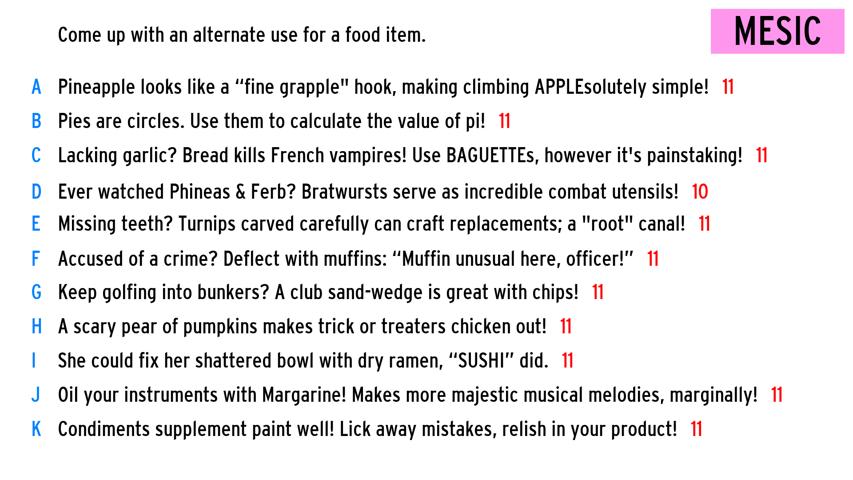 Come up with an alternate use for a food item.
MESIC
A Pineapple looks like a “fine grapple" hook, making climbing APPLEsolutely simple! 11
B Pies are circles. Use them to calculate the value of pi! 11
C Lacking garlic? Bread kills French vampires! Use BAGUETTEs, however it's painstaking! 11
D Ever watched Phineas & Ferb? Bratwursts serve as incredible combat utensils! 10
E Missing teeth? Turnips carved carefully can craft replacements; a "root" canal! 11
F Accused of a crime? Deflect with muffins: “Muffin unusual here, officer!” 11
G Keep golfing into bunkers? A club sand-wedge is great with chips! 11
H A scary pear of pumpkins makes trick or treaters chicken out! 11
I She could fix her shattered bowl with dry ramen, “SUSHI” did. 11
J Oil your instruments with Margarine! Makes more majestic musical melodies, marginally! 11
K Condiments supplement paint well! Lick away mistakes, relish in your product! 11